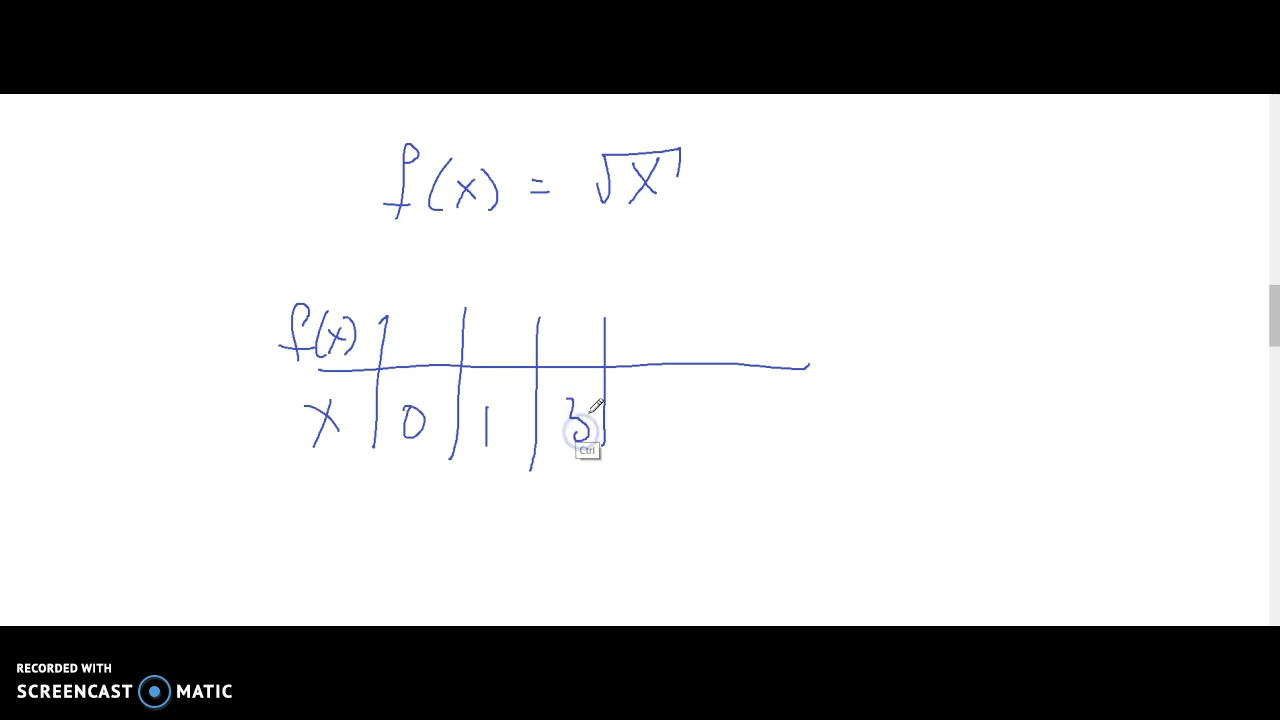 f(x) = √x
f(x)
x 0 1 3
Ctrl
RECORDED WITH
SCREENCAST MATIC